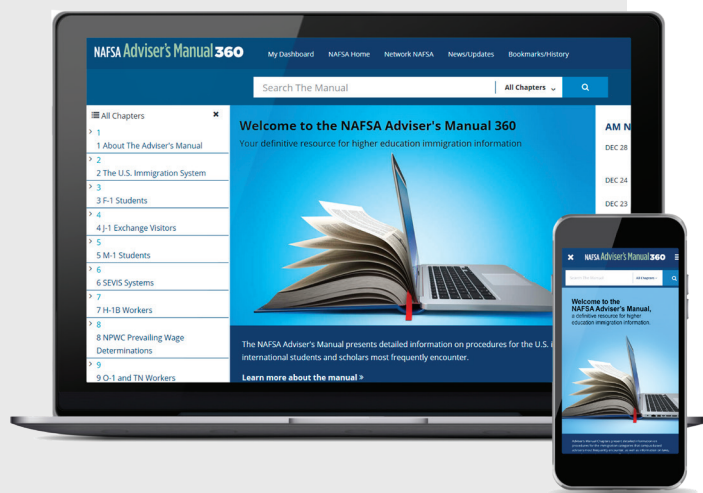 NAFSA Adviser's Manual 360
My Dashboard NAFSA Home Network NAFSA News/Updates Bookmarks/History
Search The Manual All Chapters
All Chapters ×
> 1
1 About The Adviser's Manual
> 2
2 The U.S. Immigration System
> 3
3 F-1 Students
> 4
4 J-1 Exchange Visitors
> 5
5 M-1 Students
> 6
6 SEVIS Systems
> 7
7 H-1B Workers
> 8
8 NPWC Prevailing Wage
Determinations
> 9
9 O-1 and TN Workers
Welcome to the NAFSA Adviser's Manual 360
Your definitive resource for higher education immigration information
The NAFSA Adviser's Manual presents detailed information on procedures for the U.S. i
international students and scholars most frequently encounter.
Learn more about the manual »
AM N
DEC 28
DEC 24
DEC 23
× NAFSA Adviser's Manual 360
Search The Manual All Chapters
Welcome to the
NAFSA Adviser's Manual,
a definitive resource for higher
education immigration information.